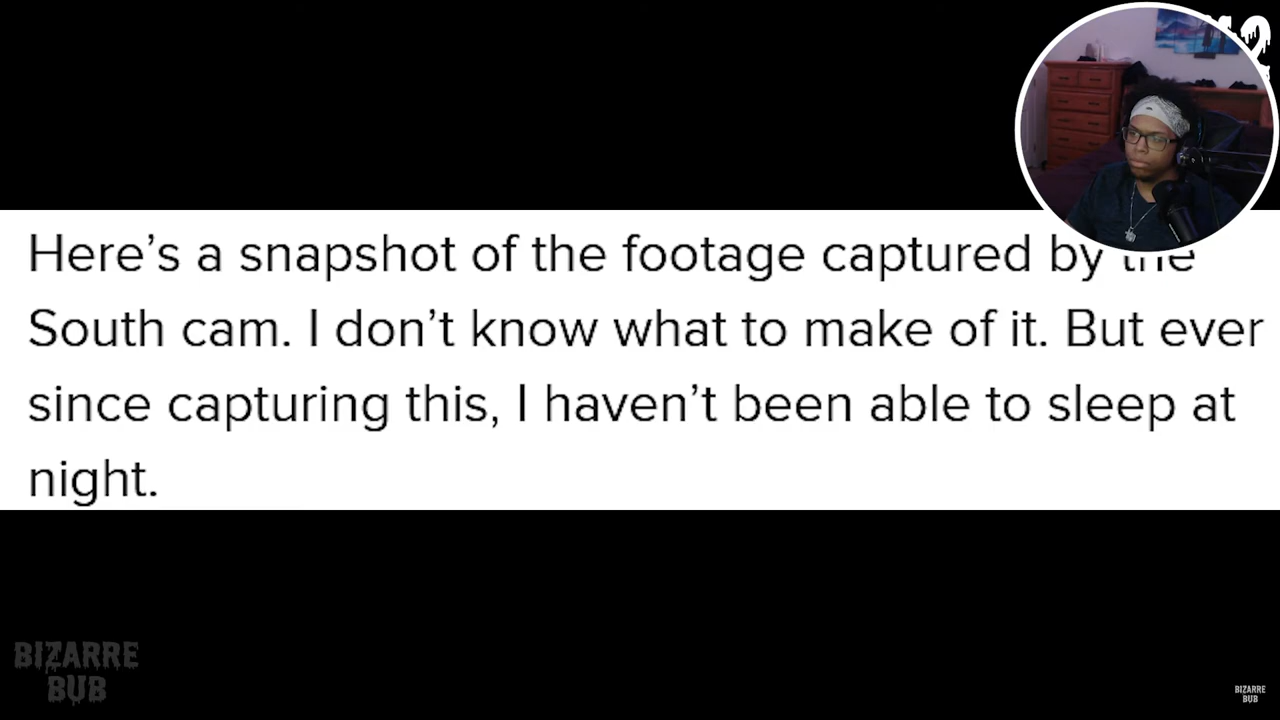 Here's a snapshot of the footage captured by the
South cam. I don't know what to make of it. But ever
since capturing this, I haven't been able to sleep at
night.
BIZARRE
BUB
BIZARRE
BUB